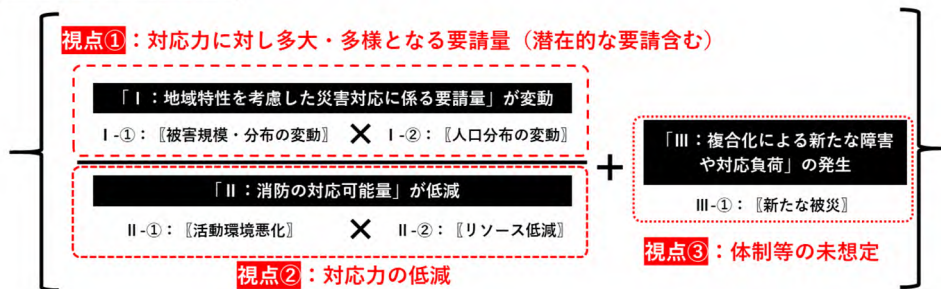 視点①：対応力に対し多大・多様となる要請量（潜在的な要請含む）
「Ⅰ：地域特性を考慮した災害対応に係る要請量」が変動
Ⅰ-①：〖被害規模・分布の変動〗 × Ⅰ-②：〖人口分布の変動〗
「Ⅱ：消防の対応可能量」が低減
Ⅱ-①：〖活動環境悪化〗 × Ⅱ-②：〖リソース低減〗
視点②：対応力の低減
+
「Ⅲ：複合化による新たな障害
や対応負荷」の発生
Ⅲ-①：〖新たな被災〗
視点③：体制等の未想定